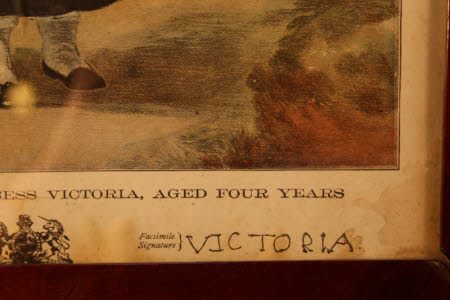 ESS VICTORIA, AGED FOUR YEARS
Facsimile
Signature} VICTORIA